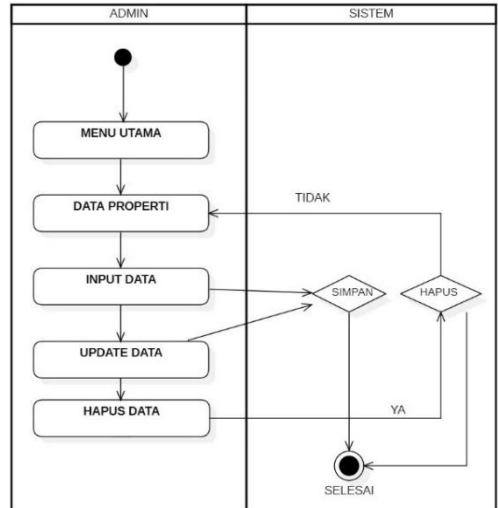 ADMIN
SISTEM
MENU UTAMA
DATA PROPERTI
TIDAK
INPUT DATA
SIMPAN
HAPUS
UPDATE DATA
HAPUS DATA
YA
SELESAI